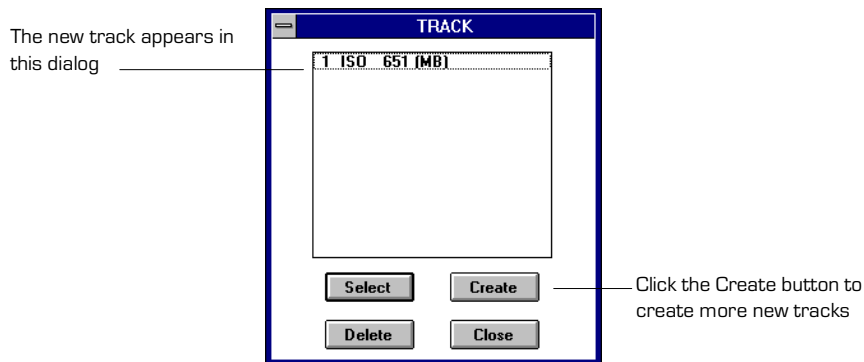 The new track appears in
this dialog
TRACK
1 ISO 651 (MB)
Select
Create
Click the Create button to
create more new tracks
Delete
Close